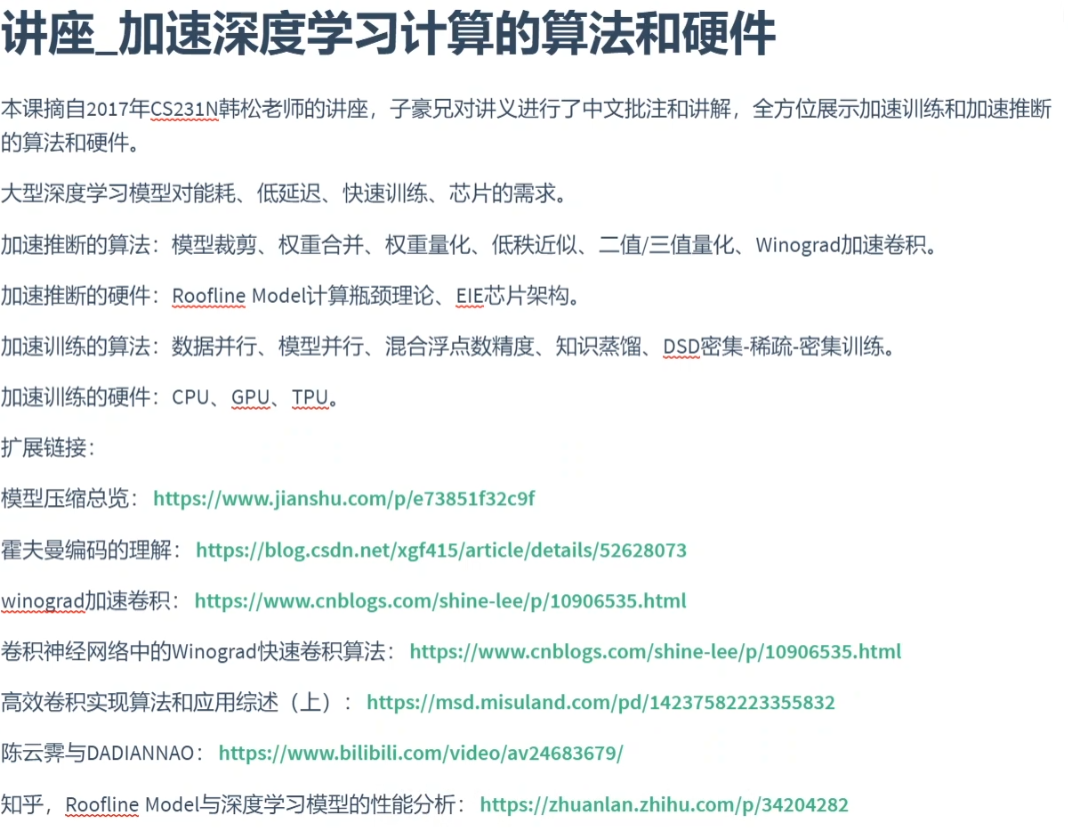 讲座_加速深度学习计算的算法和硬件
本课摘自2017年CS231N韩松老师的讲座，子豪兄对讲义进行了中文批注和讲解，全方位展示加速训练和加速推断
的算法和硬件。
大型深度学习模型对能耗、低延迟、快速训练、芯片的需求。
加速推断的算法：模型裁剪、权重合并、权重量化、低秩近似、二值/三值量化、Winograd加速卷积。
加速推断的硬件：Roofline Model计算瓶颈理论、EIE芯片架构。
加速训练的算法：数据并行、模型并行、混合浮点数精度、知识蒸馏、DSD密集-稀疏-密集训练。
加速训练的硬件：CPU、GPU、TPU。
扩展链接：
模型压缩总览：https://www.jianshu.com/p/e73851f32c9f
霍夫曼编码的理解：https://blog.csdn.net/xgf415/article/details/52628073
winograd加速卷积：https://www.cnblogs.com/shine-lee/p/10906535.html
卷积神经网络中的Winograd快速卷积算法：https://www.cnblogs.com/shine-lee/p/10906535.html
高效卷积实现算法和应用综述（上）：https://msd.misuland.com/pd/14237582223355832
陈云霁与DADIANNAO：https://www.bilibili.com/video/av24683679/
知乎，Roofline Model与深度学习模型的性能分析：https://zhuanlan.zhihu.com/p/34204282